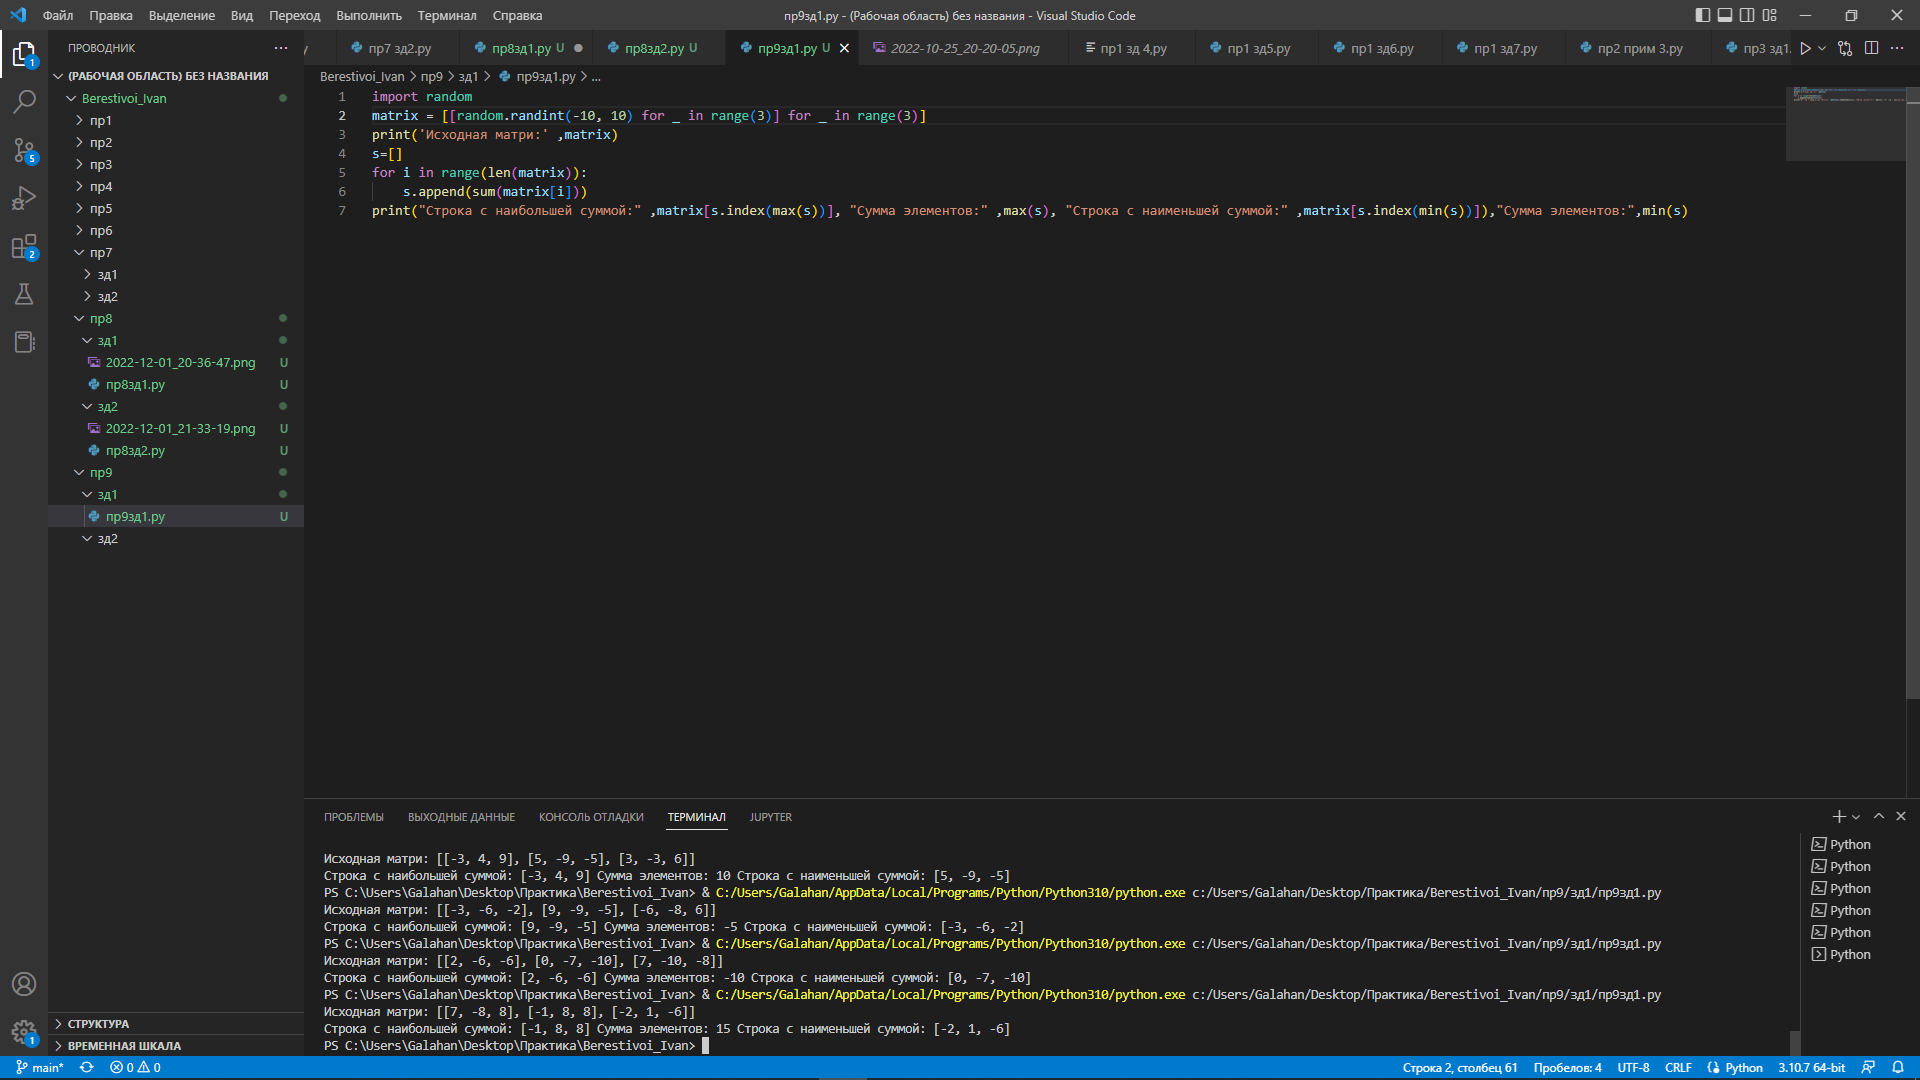 Файл Правка Выделение Вид Переход Выполнить Терминал Справка
пр9зд1.py - (Рабочая область) без названия - Visual Studio Code
ПРОВОДНИК
пр7 зд2.py
пр8зд1.py U
пр8зд2.py U
пр9зд1.py U
2022-10-25_20-20-05.png
пр1 зд 4.py
пр1 зд5.py
пр1 зд6.py
пр1 зд7.py
пр2 прим 3.py
пр3 зд1.
(РАБОЧАЯ ОБЛАСТЬ) БЕЗ НАЗВАНИЯ
Berestivoi_Ivan
пр1
пр2
пр3
пр4
пр5
пр6
пр7
зд1
зд2
пр8
зд1
2022-12-01_20-36-47.png U
пр8зд1.py U
зд2
2022-12-01_21-33-19.png U
пр8зд2.py U
пр9
зд1
пр9зд1.py U
зд2
СТРУКТУРА
ВРЕМЕННАЯ ШКАЛА
1
5
2
1
Berestivoi_Ivan > пр9 > зд1 > пр9зд1.py > ...
1 import random
2 matrix = [[random.randint(-10, 10) for _ in range(3)] for _ in range(3)]
3 print('Исходная матри:' ,matrix)
4 s=[]
5 for i in range(len(matrix)):
6     s.append(sum(matrix[i]))
7 print("Строка с наибольшей суммой:" ,matrix[s.index(max(s))], "Сумма элементов:" ,max(s), "Строка с наименьшей суммой:" ,matrix[s.index(min(s))]),"Сумма элементов:",min(s)
ПРОБЛЕМЫ ВЫХОДНЫЕ ДАННЫЕ КОНСОЛЬ ОТЛАДКИ ТЕРМИНАЛ JUPYTER
Исходная матри: [[-3, 4, 9], [5, -9, -5], [3, -3, 6]]
Строка с наибольшей суммой: [-3, 4, 9] Сумма элементов: 10 Строка с наименьшей суммой: [5, -9, -5]
PS C:\Users\Galahan\Desktop\Практика\Berestivoi_Ivan> & C:/Users/Galahan/AppData/Local/Programs/Python/Python310/python.exe c:/Users/Galahan/Desktop/Практика/Berestivoi_Ivan/пр9/зд1/пр9зд1.py
Исходная матри: [[-3, -6, -2], [9, -9, -5], [-6, -8, 6]]
Строка с наибольшей суммой: [9, -9, -5] Сумма элементов: -5 Строка с наименьшей суммой: [-3, -6, -2]
PS C:\Users\Galahan\Desktop\Практика\Berestivoi_Ivan> & C:/Users/Galahan/AppData/Local/Programs/Python/Python310/python.exe c:/Users/Galahan/Desktop/Практика/Berestivoi_Ivan/пр9/зд1/пр9зд1.py
Исходная матри: [[2, -6, -6], [0, -7, -10], [7, -10, -8]]
Строка с наибольшей суммой: [2, -6, -6] Сумма элементов: -10 Строка с наименьшей суммой: [0, -7, -10]
PS C:\Users\Galahan\Desktop\Практика\Berestivoi_Ivan> & C:/Users/Galahan/AppData/Local/Programs/Python/Python310/python.exe c:/Users/Galahan/Desktop/Практика/Berestivoi_Ivan/пр9/зд1/пр9зд1.py
Исходная матри: [[7, -8, 8], [-1, 8, 8], [-2, 1, -6]]
Строка с наибольшей суммой: [-1, 8, 8] Сумма элементов: 15 Строка с наименьшей суммой: [-2, 1, -6]
PS C:\Users\Galahan\Desktop\Практика\Berestivoi_Ivan>
Python
Python
Python
Python
Python
Python
main* 0 0
Строка 2, столбец 61 Пробелов: 4 UTF-8 CRLF Python 3.10.7 64-bit